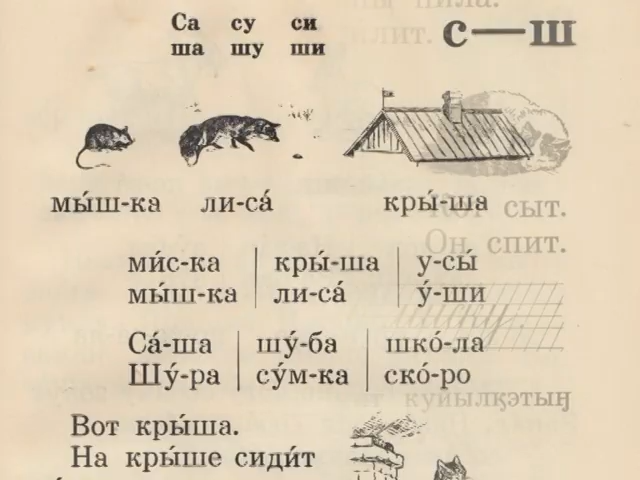 Са су си
ша шу ши
с—ш
мы́ш-ка ли-са́ кры́-ша
Кот сыт.
Он спит.
ми́с-ка кры́-ша у-сы́
мы́ш-ка ли-са́ у́-ши
Са́-ша шу́-ба шко́-ла
Шу́-ра су́м-ка ско́-ро
Вот кры́ша.
На кры́ше сиди́т